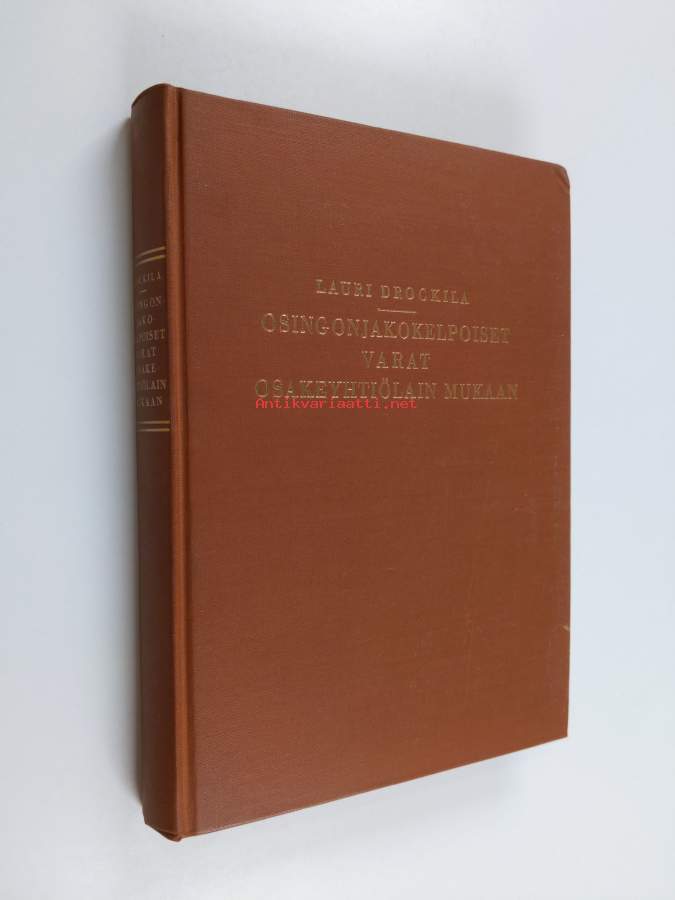 LAURI DROCKILA
OSINGONJAKOKELPOISET
VARAT
OSAKEYHTIÖLAIN MUKAAN
Antikvariaatti.net